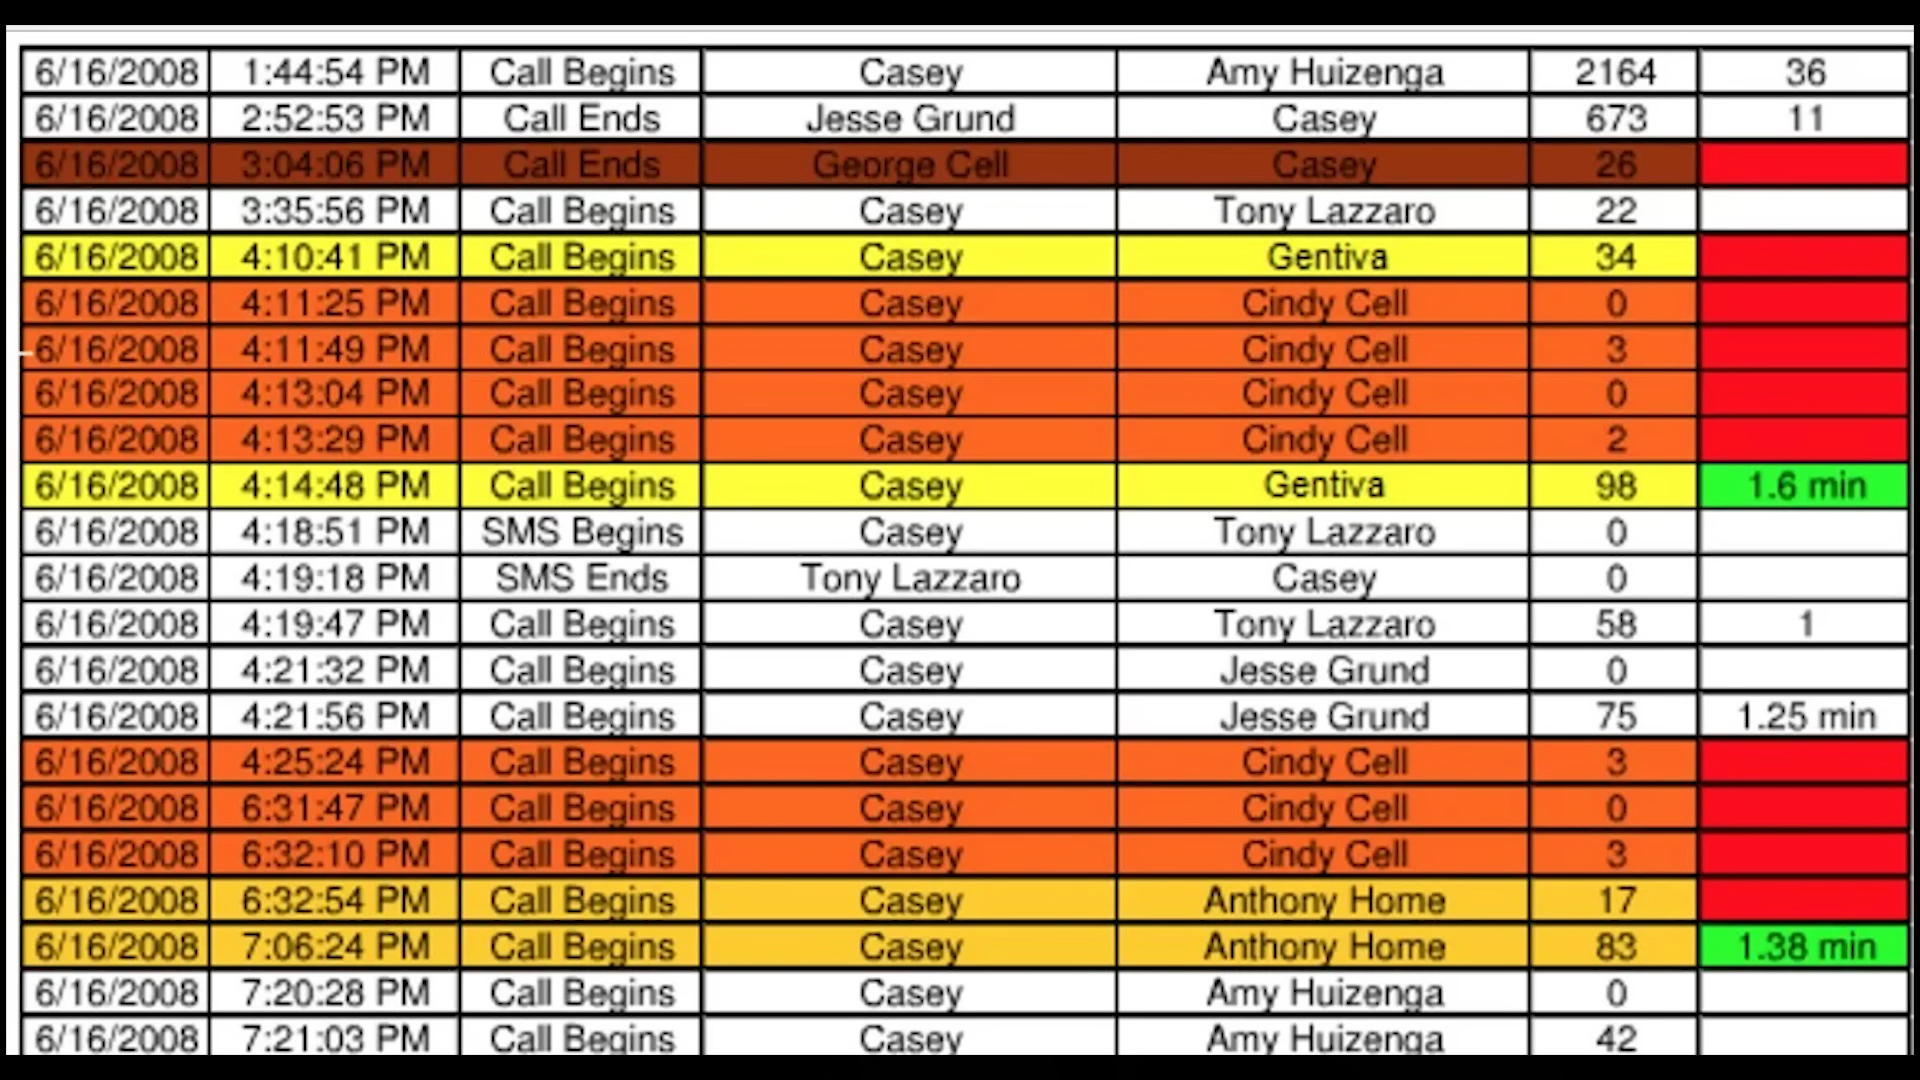 6/16/2008 1:44:54 PM Call Begins Casey Amy Huizenga 2164 36
6/16/2008 2:52:53 PM Call Ends Jesse Grund Casey 673 11
6/16/2008 3:04:06 PM Call Ends George Cell Casey 26
6/16/2008 3:35:56 PM Call Begins Casey Tony Lazzaro 22
6/16/2008 4:10:41 PM Call Begins Casey Gentiva 34
6/16/2008 4:11:25 PM Call Begins Casey Cindy Cell 0
6/16/2008 4:11:49 PM Call Begins Casey Cindy Cell 3
6/16/2008 4:13:04 PM Call Begins Casey Cindy Cell 0
6/16/2008 4:13:29 PM Call Begins Casey Cindy Cell 2
6/16/2008 4:14:48 PM Call Begins Casey Gentiva 98 1.6 min
6/16/2008 4:18:51 PM SMS Begins Casey Tony Lazzaro 0
6/16/2008 4:19:18 PM SMS Ends Tony Lazzaro Casey 0
6/16/2008 4:19:47 PM Call Begins Casey Tony Lazzaro 58 1
6/16/2008 4:21:32 PM Call Begins Casey Jesse Grund 0
6/16/2008 4:21:56 PM Call Begins Casey Jesse Grund 75 1.25 min
6/16/2008 4:25:24 PM Call Begins Casey Cindy Cell 3
6/16/2008 6:31:47 PM Call Begins Casey Cindy Cell 0
6/16/2008 6:32:10 PM Call Begins Casey Cindy Cell 3
6/16/2008 6:32:54 PM Call Begins Casey Anthony Home 17
6/16/2008 7:06:24 PM Call Begins Casey Anthony Home 83 1.38 min
6/16/2008 7:20:28 PM Call Begins Casey Amy Huizenga 0
6/16/2008 7:21:03 PM Call Begins Casey Amy Huizenga 42